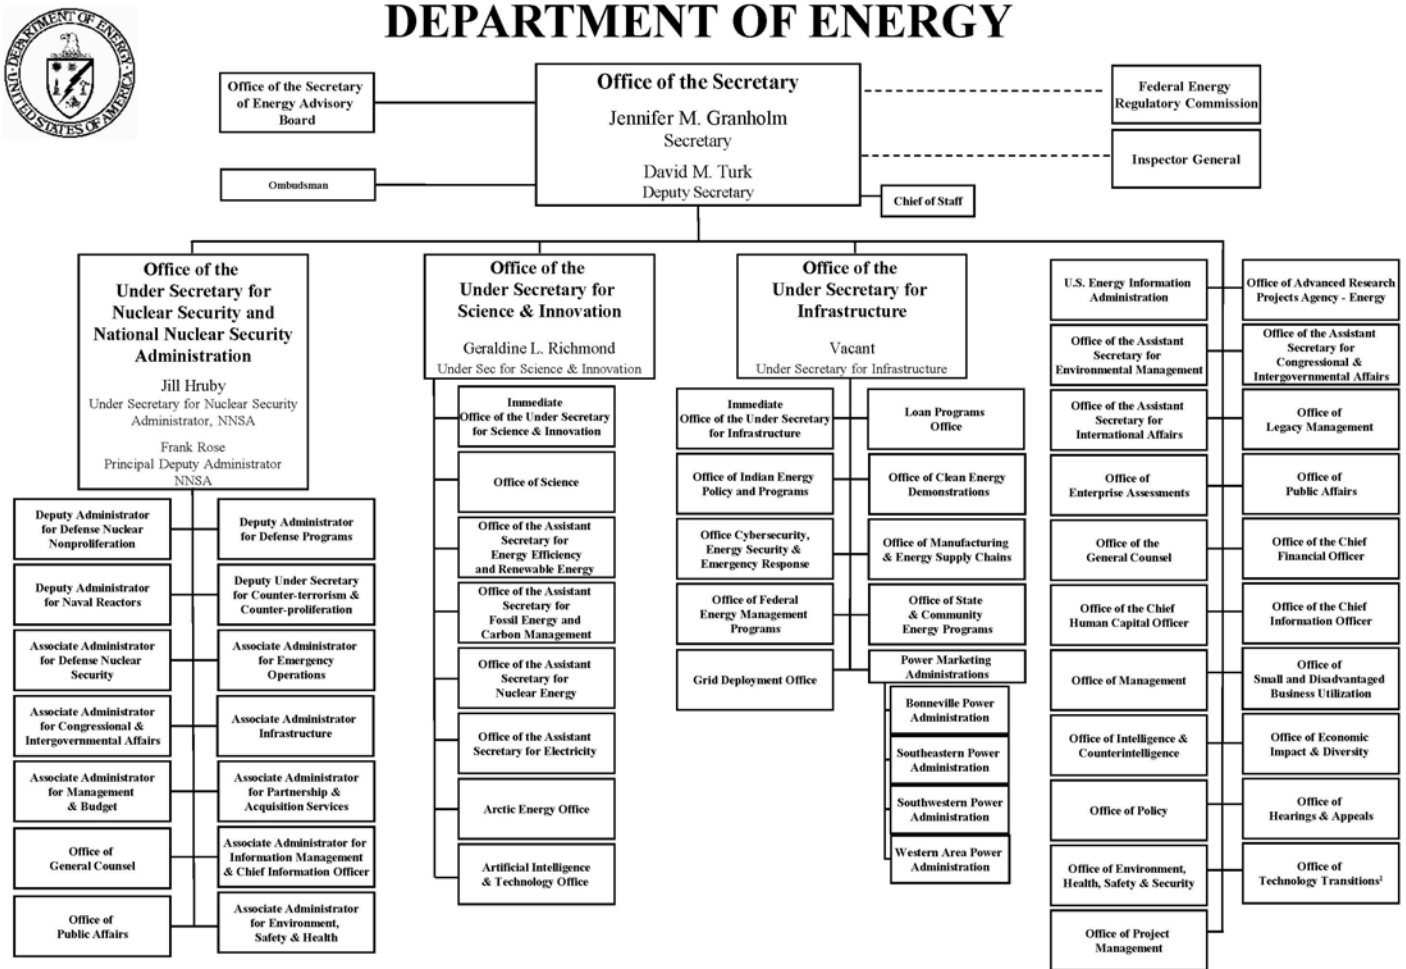 DEPARTMENT OF ENERGY
DEPARTMENT OF ENERGY
UNITED STATES OF AMERICA
Office of the Secretary
of Energy Advisory
Board
Ombudsman
Office of the Secretary
Jennifer M. Granholm
Secretary
David M. Turk
Deputy Secretary
Federal Energy
Regulatory Commission
Inspector General
Chief of Staff
Office of the
Under Secretary for
Nuclear Security and
National Nuclear Security
Administration
Jill Hruby
Under Secretary for Nuclear Security
Administrator, NNSA
Frank Rose
Principal Deputy Administrator
NNSA
Deputy Administrator
for Defense Nuclear
Nonproliferation
Deputy Administrator
for Defense Programs
Deputy Administrator
for Naval Reactors
Deputy Under Secretary
for Counter-terrorism &
Counter-proliferation
Associate Administrator
for Defense Nuclear
Security
Associate Administrator
for Emergency
Operations
Associate Administrator
for Congressional &
Intergovernmental Affairs
Associate Administrator
Infrastructure
Associate Administrator
for Management
& Budget
Associate Administrator
for Partnership &
Acquisition Services
Office of
General Counsel
Associate Administrator for
Information Management
& Chief Information Officer
Office of
Public Affairs
Associate Administrator
for Environment,
Safety & Health
Office of the
Under Secretary for
Science & Innovation
Geraldine L. Richmond
Under Sec for Science & Innovation
Immediate
Office of the Under Secretary
for Science & Innovation
Office of Science
Office of the Assistant
Secretary for
Energy Efficiency
and Renewable Energy
Office of the Assistant
Secretary for
Fossil Energy and
Carbon Management
Office of the Assistant
Secretary for
Nuclear Energy
Office of the Assistant
Secretary for Electricity
Arctic Energy Office
Artificial Intelligence
& Technology Office
Office of the
Under Secretary for
Infrastructure
Vacant
Under Secretary for Infrastructure
Immediate
Office of the Under Secretary
for Infrastructure
Loan Programs
Office
Office of Indian Energy
Policy and Programs
Office of Clean Energy
Demonstrations
Office Cybersecurity,
Energy Security &
Emergency Response
Office of Manufacturing
& Energy Supply Chains
Office of Federal
Energy Management
Programs
Office of State
& Community
Energy Programs
Grid Deployment Office
Power Marketing
Administrations
Bonneville Power
Administration
Southeastern Power
Administration
Southwestern Power
Administration
Western Area Power
Administration
U.S. Energy Information
Administration
Office of Advanced Research
Projects Agency - Energy
Office of the Assistant
Secretary for
Environmental Management
Office of the Assistant
Secretary for
Congressional &
Intergovernmental Affairs
Office of the Assistant
Secretary for
International Affairs
Office of
Legacy Management
Office of
Enterprise Assessments
Office of
Public Affairs
Office of the
General Counsel
Office of the Chief
Financial Officer
Office of the Chief
Human Capital Officer
Office of the Chief
Information Officer
Office of Management
Office of
Small and Disadvantaged
Business Utilization
Office of Intelligence &
Counterintelligence
Office of Economic
Impact & Diversity
Office of Policy
Office of
Hearings & Appeals
Office of Environment,
Health, Safety & Security
Office of
Technology Transitions¹
Office of Project
Management